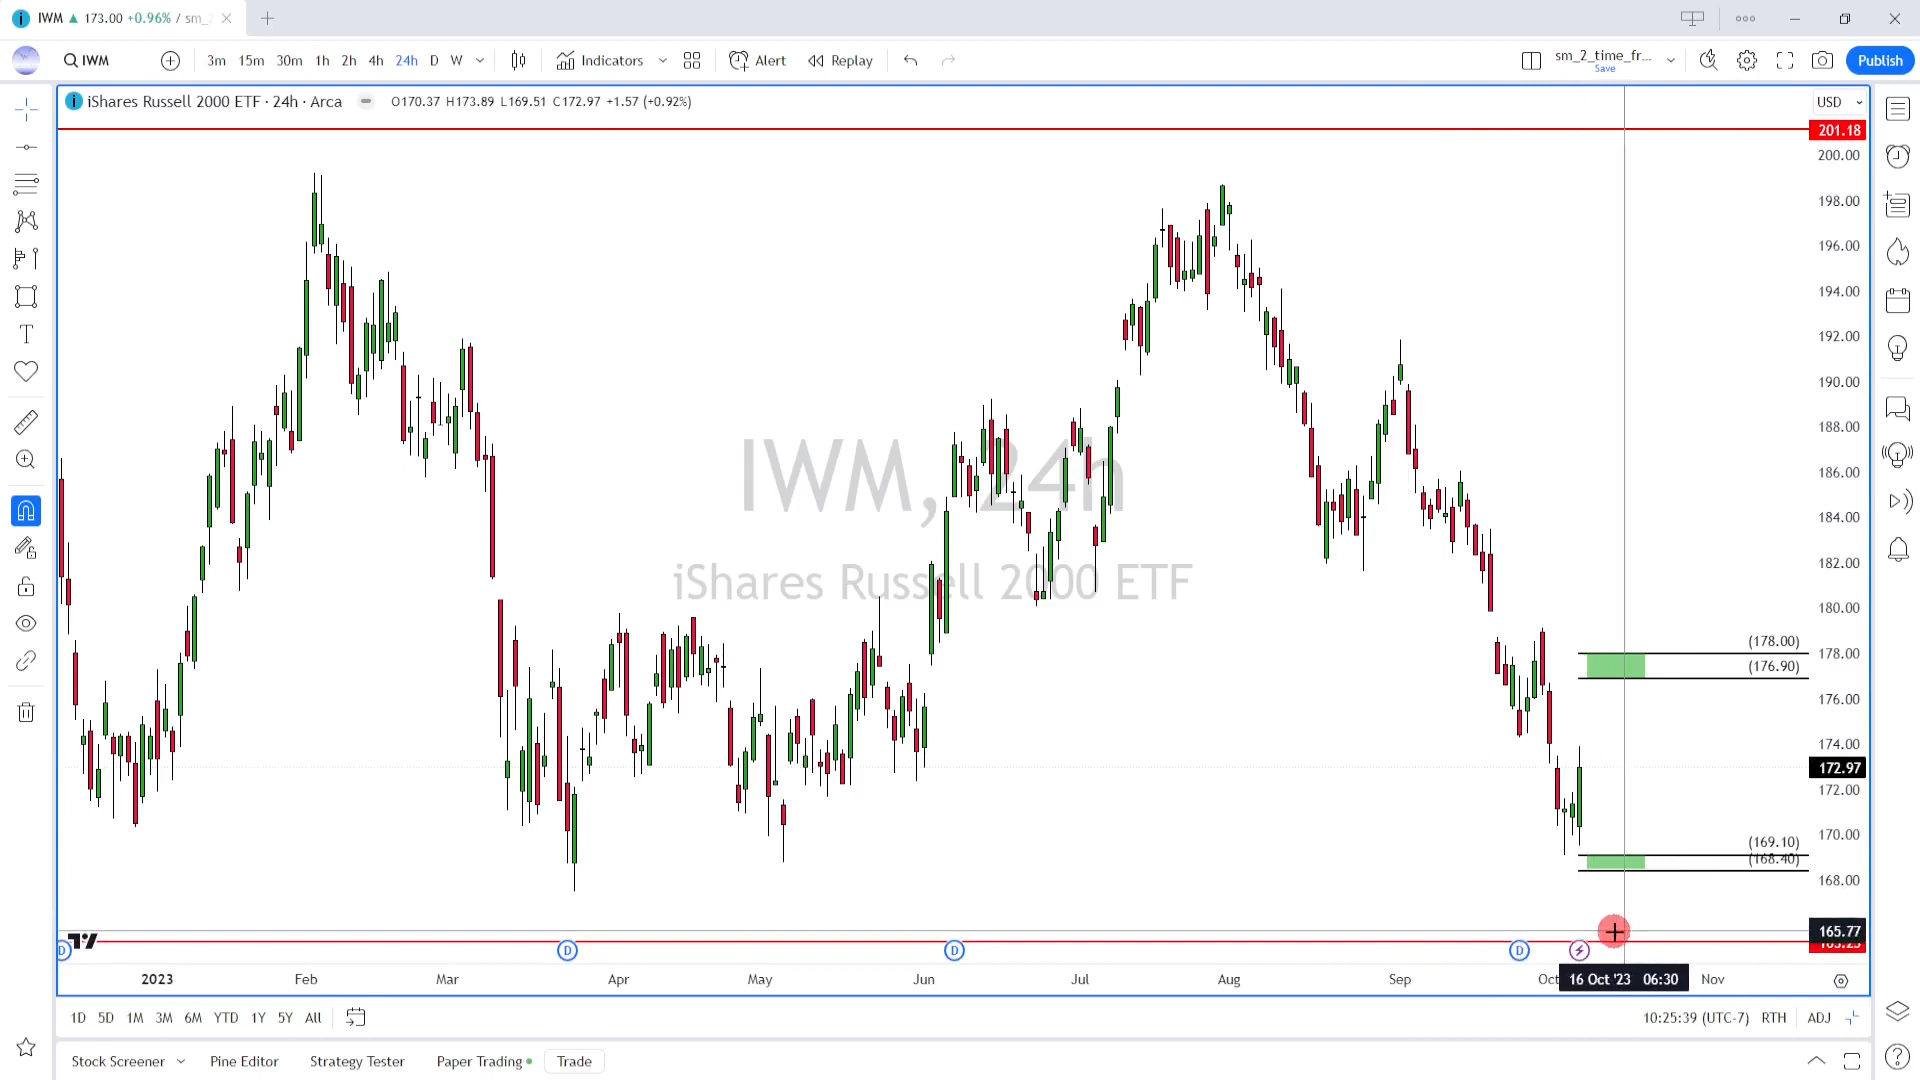 IWM ▲ 173.00 +0.96% / sm_2
IWM 3m 15m 30m 1h 2h 4h 24h D W Indicators Alert Replay sm_2_time_fr... Save Publish
iShares Russell 2000 ETF · 24h · Arca O170.37 H173.89 L169.51 C172.97 +1.57 (+0.92%) USD
201.18
200.00
198.00
196.00
194.00
192.00
190.00
188.00
IWM, 24h
186.00
184.00
182.00
iShares Russell 2000 ETF
180.00
(178.00)
178.00
(176.90)
176.00
174.00
172.97
172.00
170.00
(169.10)
(168.40)
168.00
165.77
D D D D
2023 Feb Mar Apr May Jun Jul Aug Sep Oct 16 Oct '23 06:30 Nov
1D 5D 1M 3M 6M YTD 1Y 5Y All 10:25:39 (UTC-7) RTH ADJ
Stock Screener Pine Editor Strategy Tester Paper Trading Trade